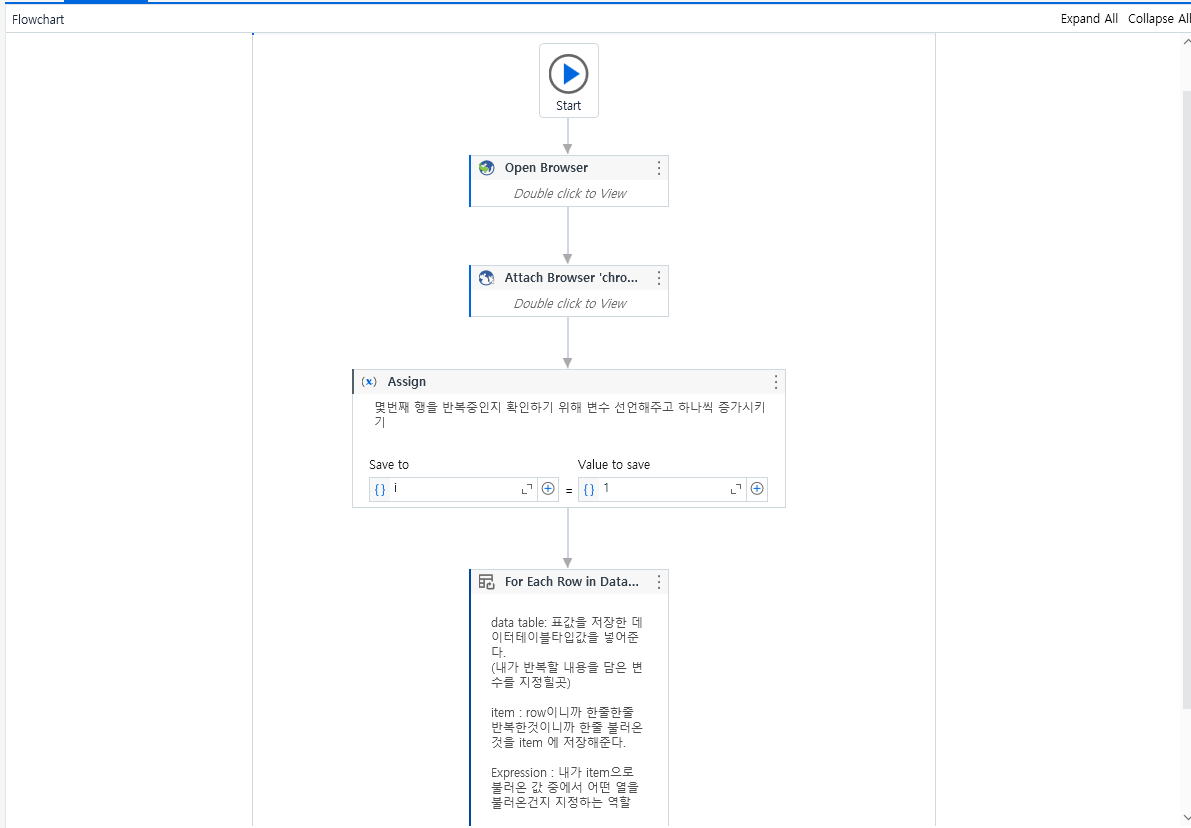 Flowchart
Expand All Collapse All
Start
Open Browser
Double click to View
Attach Browser 'chro...
Double click to View
(x) Assign
몇번째 행을 반복중인지 확인하기 위해 변수 선언해주고 하나씩 증가시키
기
Save to Value to save
{} i = {} 1
For Each Row in Data...
data table: 표값을 저장한 데
이터테이블타입값을 넣어준
다.
(내가 반복할 내용을 담은 변
수를 지정힐곳)
item : row이니까 한줄한줄
반복한것이니까 한줄 불러온
것을 item 에 저장해준다.
Expression : 내가 item으로
불러온 값 중에서 어떤 열을
불러온건지 지정하는 역할